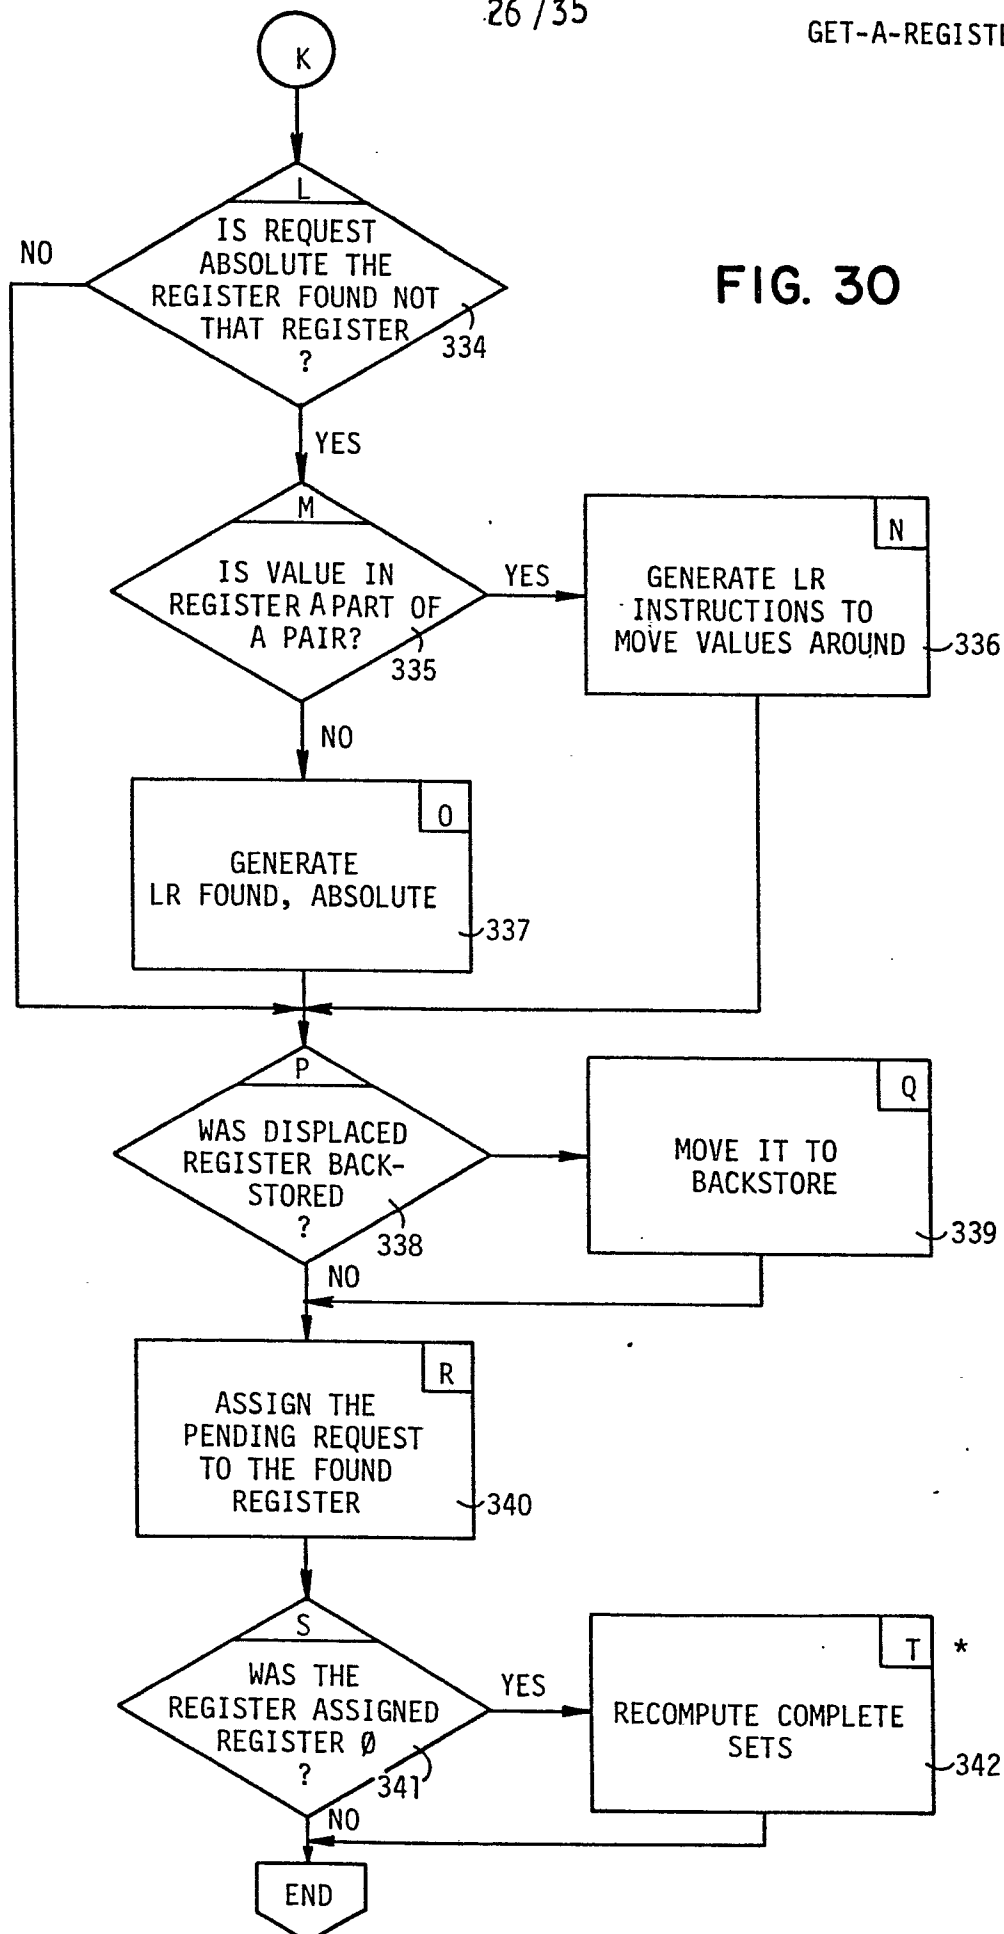 26/35
GET-A-REGISTE
K
L
IS REQUEST
ABSOLUTE THE
REGISTER FOUND NOT
THAT REGISTER
?
334
NO
FIG. 30
YES
M
IS VALUE IN
REGISTER A PART OF
A PAIR?
335
YES
N
GENERATE LR
INSTRUCTIONS TO
MOVE VALUES AROUND
336
NO
O
GENERATE
LR FOUND, ABSOLUTE
337
P
WAS DISPLACED
REGISTER BACK-
STORED
?
338
Q
MOVE IT TO
BACKSTORE
339
NO
R
ASSIGN THE
PENDING REQUEST
TO THE FOUND
REGISTER
340
S
WAS THE
REGISTER ASSIGNED
REGISTER Ø
?
341
YES
T *
RECOMPUTE COMPLETE
SETS
342
NO
END